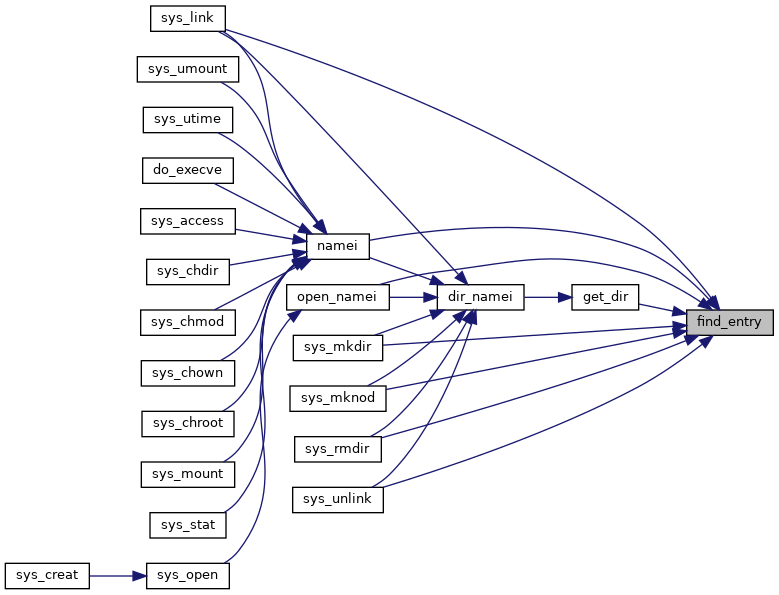 sys_link
sys_umount
sys_utime
do_execve
sys_access
namei
sys_chdir
open_namei
dir_namei
get_dir
sys_chmod
find_entry
sys_mkdir
sys_chown
sys_mknod
sys_chroot
sys_rmdir
sys_mount
sys_unlink
sys_stat
sys_creat
sys_open